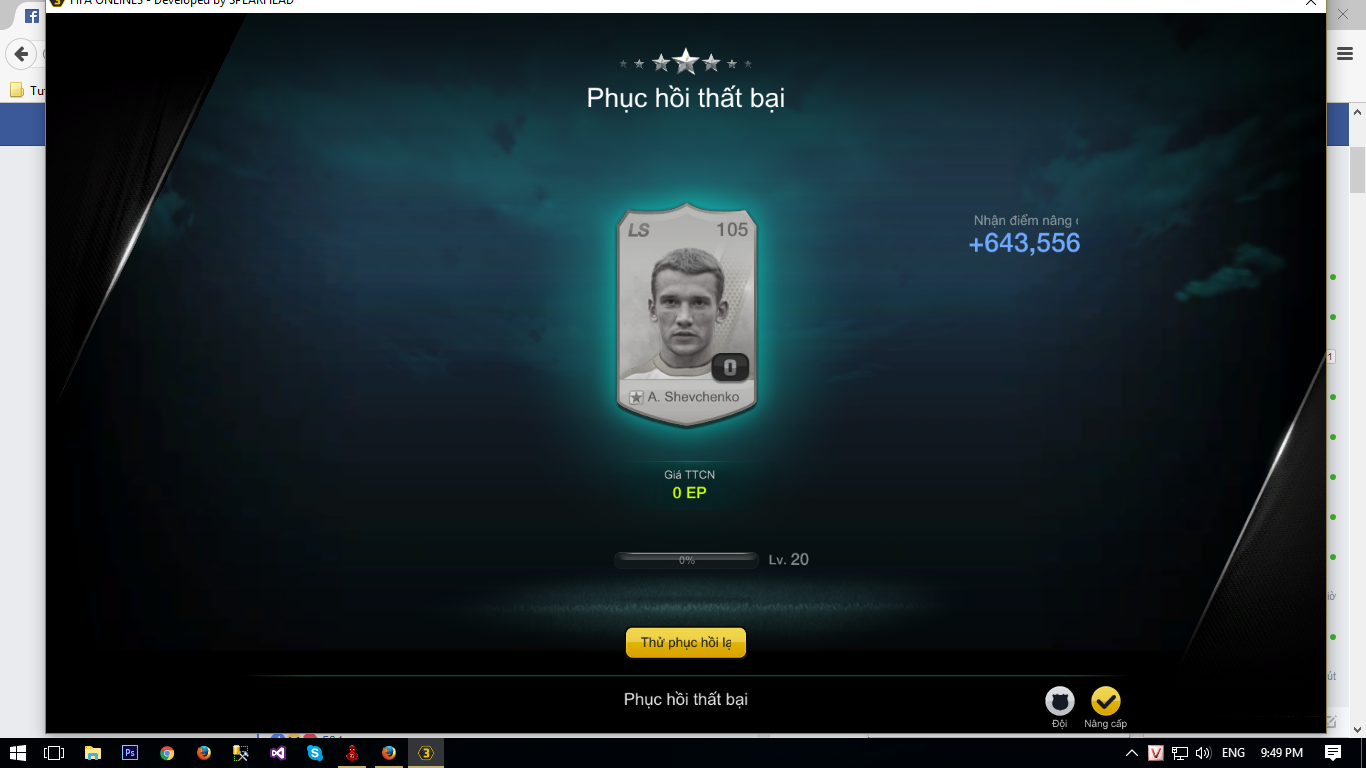 FIFA ONLINE3 - Developed by SPEARHEAD
Phục hồi thất bại
LS 105
Nhận điểm nâng c
+643,556
0
A. Shevchenko
Giá TTCN
0 EP
0% Lv. 20
Thử phục hồi lạ
Phục hồi thất bại
Đội Nâng cấp
1
ENG 9:49 PM